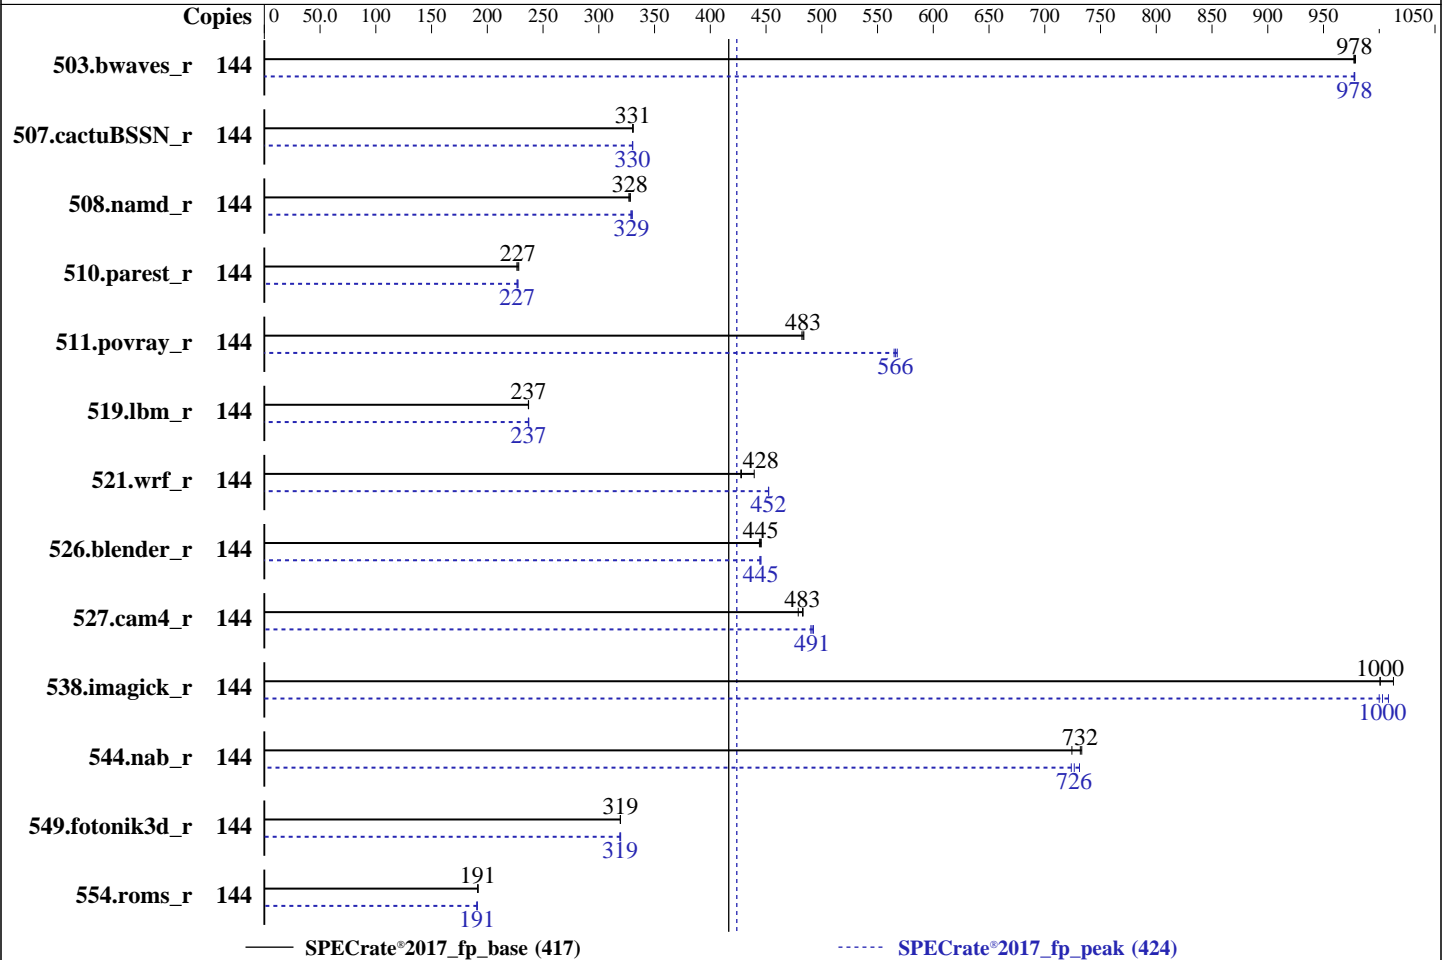 Copies 0 50.0 100 150 200 250 300 350 400 450 500 550 600 650 700 750 800 850 900 950 1050
978
503.bwaves_r 144
978
331
507.cactuBSSN_r 144
330
328
508.namd_r 144
329
227
510.parest_r 144
227
483
511.povray_r 144
566
237
519.lbm_r 144
237
428
521.wrf_r 144
452
445
526.blender_r 144
445
483
527.cam4_r 144
491
1000
538.imagick_r 144
1000
732
544.nab_r 144
726
319
549.fotonik3d_r 144
319
191
554.roms_r 144
191
SPECrate®2017_fp_base (417) SPECrate®2017_fp_peak (424)